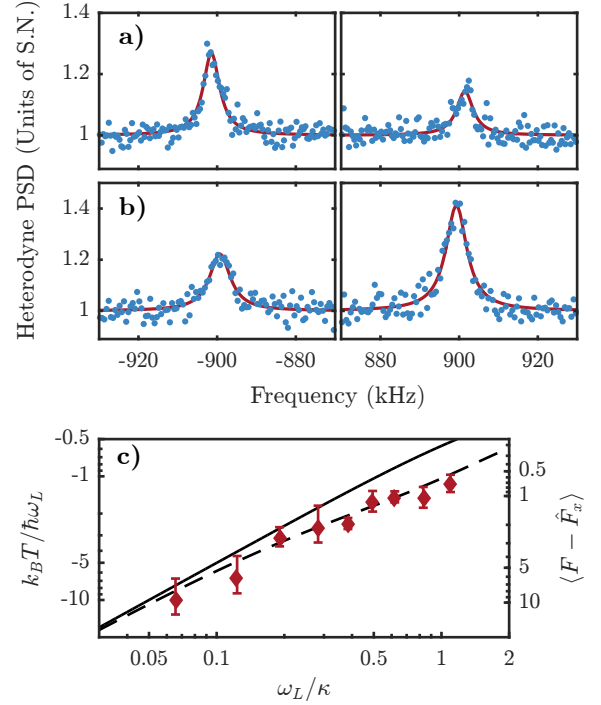 a)
1.4
1.2
1
b)
1.4
1.2
1
Heterodyne PSD (Units of S.N.)
-920 -900 -880 880 900 920
Frequency (kHz)
c)
-0.5
-1
-5
-10
k_BT/ħω_L
0.5
1
5
10
⟨F − F̂_x⟩
0.05 0.1 0.5 1 2
ω_L/κ